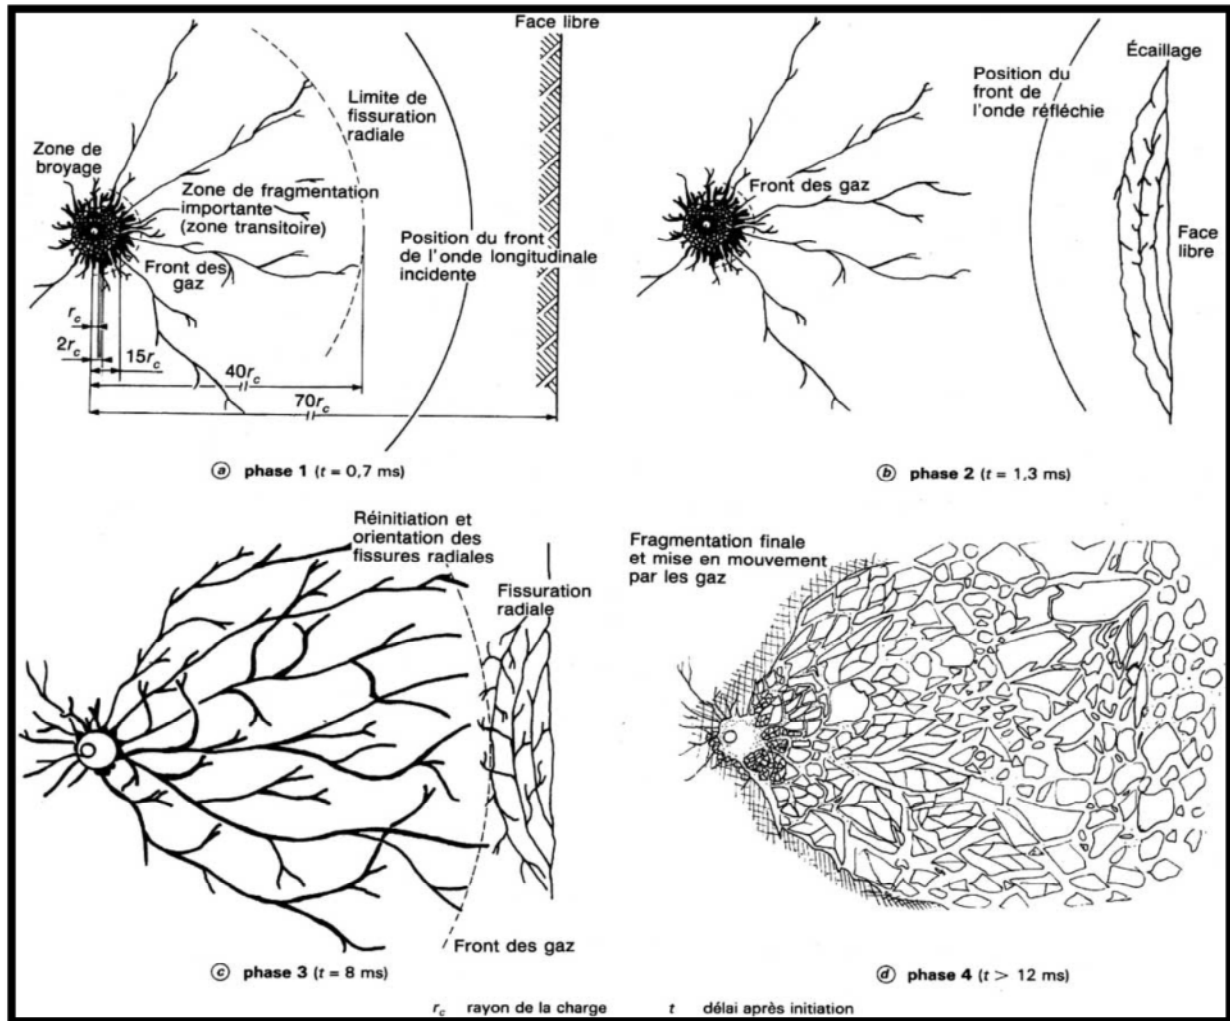 Face libre
Limite de
fissuration
radiale
Zone de
broyage
Zone de fragmentation
importante
(zone transitoire)
Position du front
de l'onde longitudinale
incidente
Front des
gaz
r_c
2r_c
15r_c
40r_c
70r_c
a phase 1 (t = 0,7 ms)
Écaillage
Position du
front de
l'onde réfléchie
Front des gaz
Face
libre
b phase 2 (t = 1,3 ms)
Réinitiation et
orientation des
fissures radiales
Fissuration
radiale
Front des gaz
c phase 3 (t = 8 ms)
Fragmentation finale
et mise en mouvement
par les gaz
d phase 4 (t > 12 ms)
r_c rayon de la charge t délai après initiation